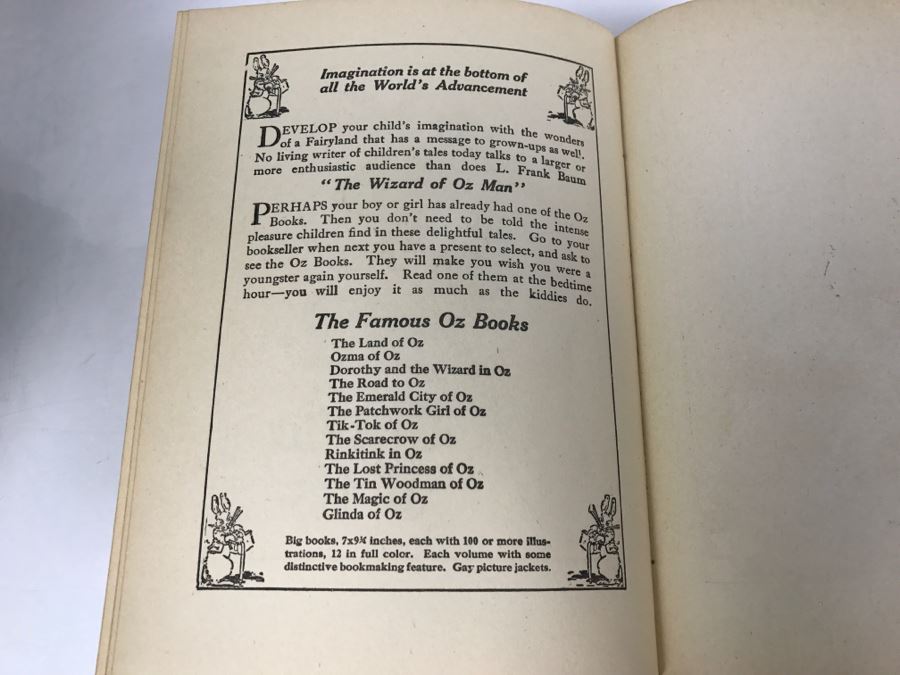 Imagination is at the bottom of
all the World's Advancement
DEVELOP your child's imagination with the wonders
of a Fairyland that has a message to grown-ups as well.
No living writer of children's tales today talks to a larger or
more enthusiastic audience than does L. Frank Baum
"The Wizard of Oz Man"
PERHAPS your boy or girl has already had one of the Oz
Books. Then you don't need to be told the intense
pleasure children find in these delightful tales. Go to your
bookseller when next you have a present to select, and ask to
see the Oz Books. They will make you wish you were a
youngster again yourself. Read one of them at the bedtime
hour—you will enjoy it as much as the kiddies do.
The Famous Oz Books
The Land of Oz
Ozma of Oz
Dorothy and the Wizard in Oz
The Road to Oz
The Emerald City of Oz
The Patchwork Girl of Oz
Tik-Tok of Oz
The Scarecrow of Oz
Rinkitink in Oz
The Lost Princess of Oz
The Tin Woodman of Oz
The Magic of Oz
Glinda of Oz
Big books, 7x9¾ inches, each with 100 or more illus-
trations, 12 in full color. Each volume with some
distinctive bookmaking feature. Gay picture jackets.